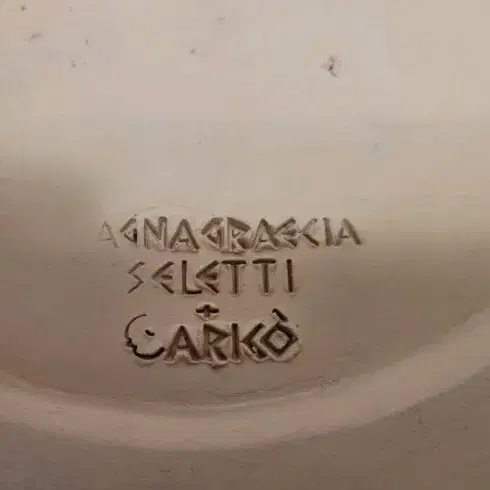 AGNAGRAECIA
SELETTI
+
CARKÒ